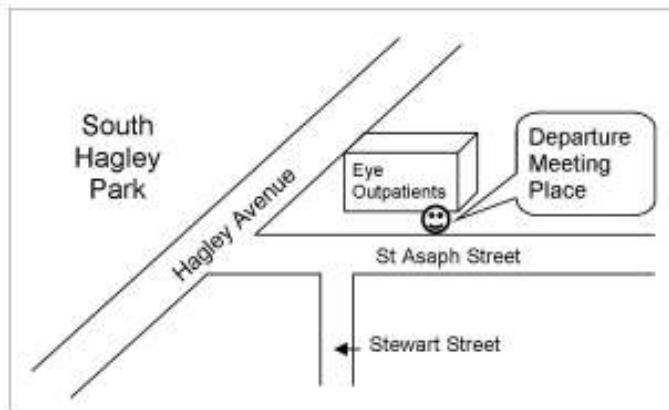 South
Hagley
Park
Hagley Avenue
Eye
Outpatients
Departure
Meeting
Place
St Asaph Street
Stewart Street